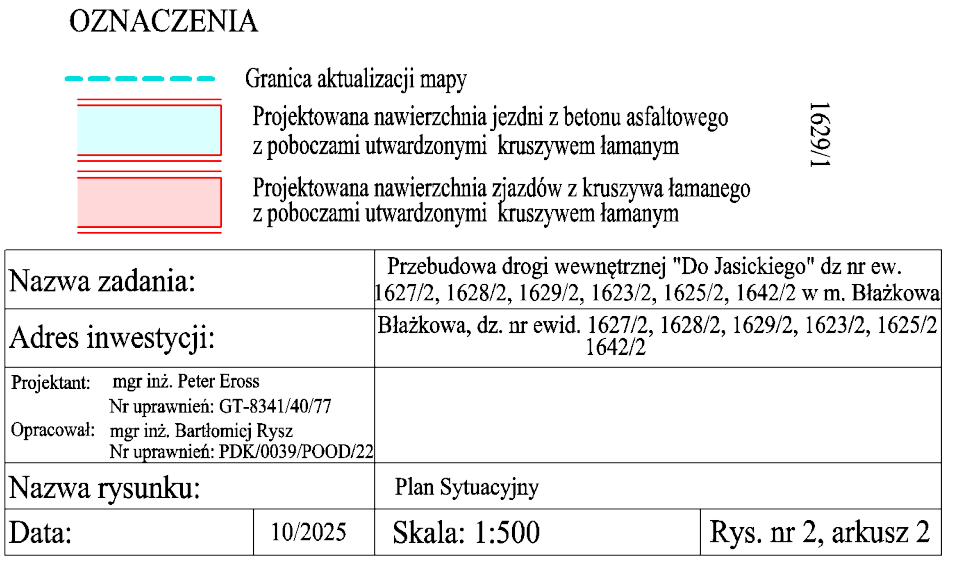 OZNACZENIA
Granica aktualizacji mapy
Projektowana nawierzchnia jezdni z betonu asfaltowego
z poboczami utwardzonymi kruszywem łamanym
1629/1
Projektowana nawierzchnia zjazdów z kruszywa łamanego
z poboczami utwardzonymi kruszywem łamanym
Nazwa zadania:
Przebudowa drogi wewnętrznej "Do Jasickiego" dz nr ew.
1627/2, 1628/2, 1629/2, 1623/2, 1625/2, 1642/2 w m. Błażkowa
Adres inwestycji:
Błażkowa, dz. nr ewid. 1627/2, 1628/2, 1629/2, 1623/2, 1625/2
1642/2
Projektant: mgr inż. Peter Eross
Nr uprawnień: GT-8341/40/77
Opracował: mgr inż. Bartłomicj Rysz
Nr uprawnień: PDK/0039/POOD/22
Nazwa rysunku: Plan Sytuacyjny
Data: 10/2025 Skala: 1:500 Rys. nr 2, arkusz 2